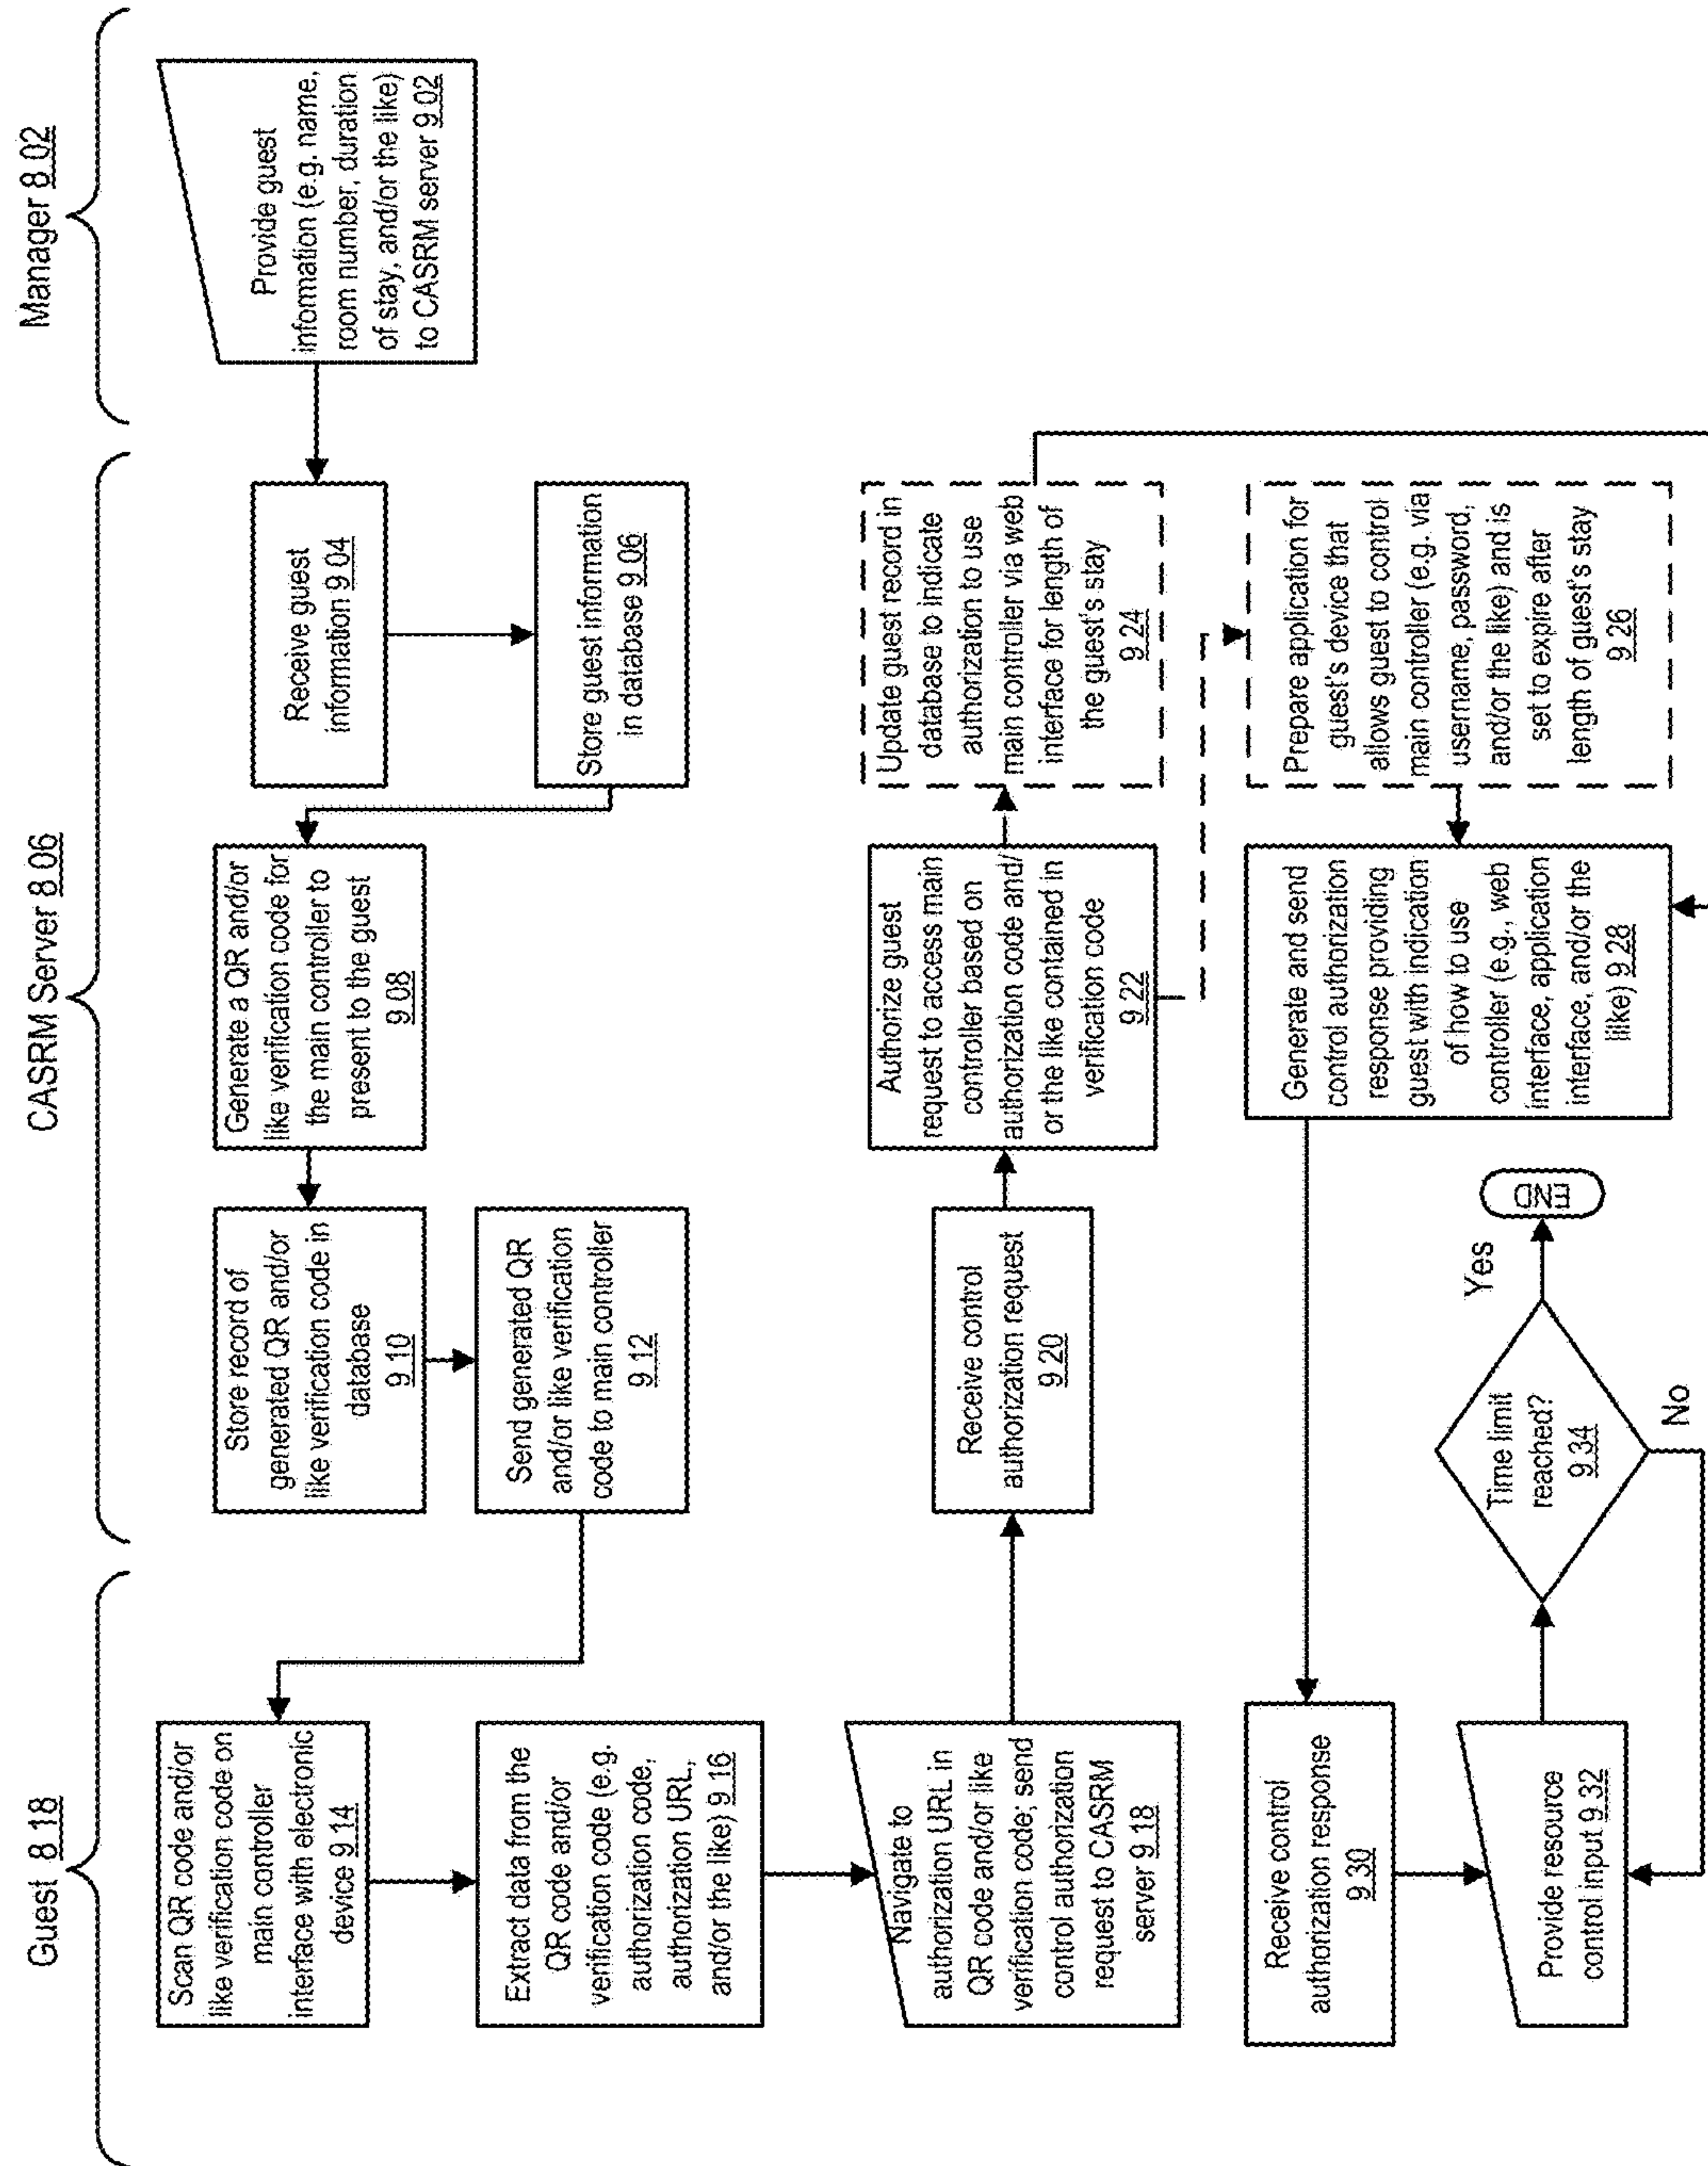 Guest 8 18
CASRM Server 8 06
Manager 8 02
Provide guest
information (e.g. name,
room number, duration
of stay, and/or the like)
to CASRM server 9 02
Receive guest
information 9 04
Store guest information
in database 9 06
Generate a QR and/or
like verification code for
the main controller to
present to the guest
9 08
Store record of
generated QR and/or
like verification code in
database
9 10
Send generated QR
and/or like verification
code to main controller
9 12
Scan QR code and/or
like verification code on
main controller
interface with electronic
device 9 14
Extract data from the
QR code and/or
verification code (e.g.
authorization code,
authorization URL,
and/or the like) 9 16
Navigate to
authorization URL in
QR code and/or like
verification code; send
control authorization
request to CASRM
server 9 18
Receive control
authorization request
9 20
Authorize guest
request to access main
controller based on
authorization code and/
or the like contained in
verification code
9 22
Update guest record in
database to indicate
authorization to use
main controller via web
interface for length of
the guest's stay
9 24
Prepare application for
guest's device that
allows guest to control
main controller (e.g. via
username, password,
and/or the like) and is
set to expire after
length of guest's stay
9 26
Generate and send
control authorization
response providing
guest with indication
of how to use
controller (e.g., web
interface, application
interface, and/or the
like) 9 28
Receive control
authorization response
9 30
Provide resource
control input 9 32
Time limit
reached?
9 34
Yes
No
END